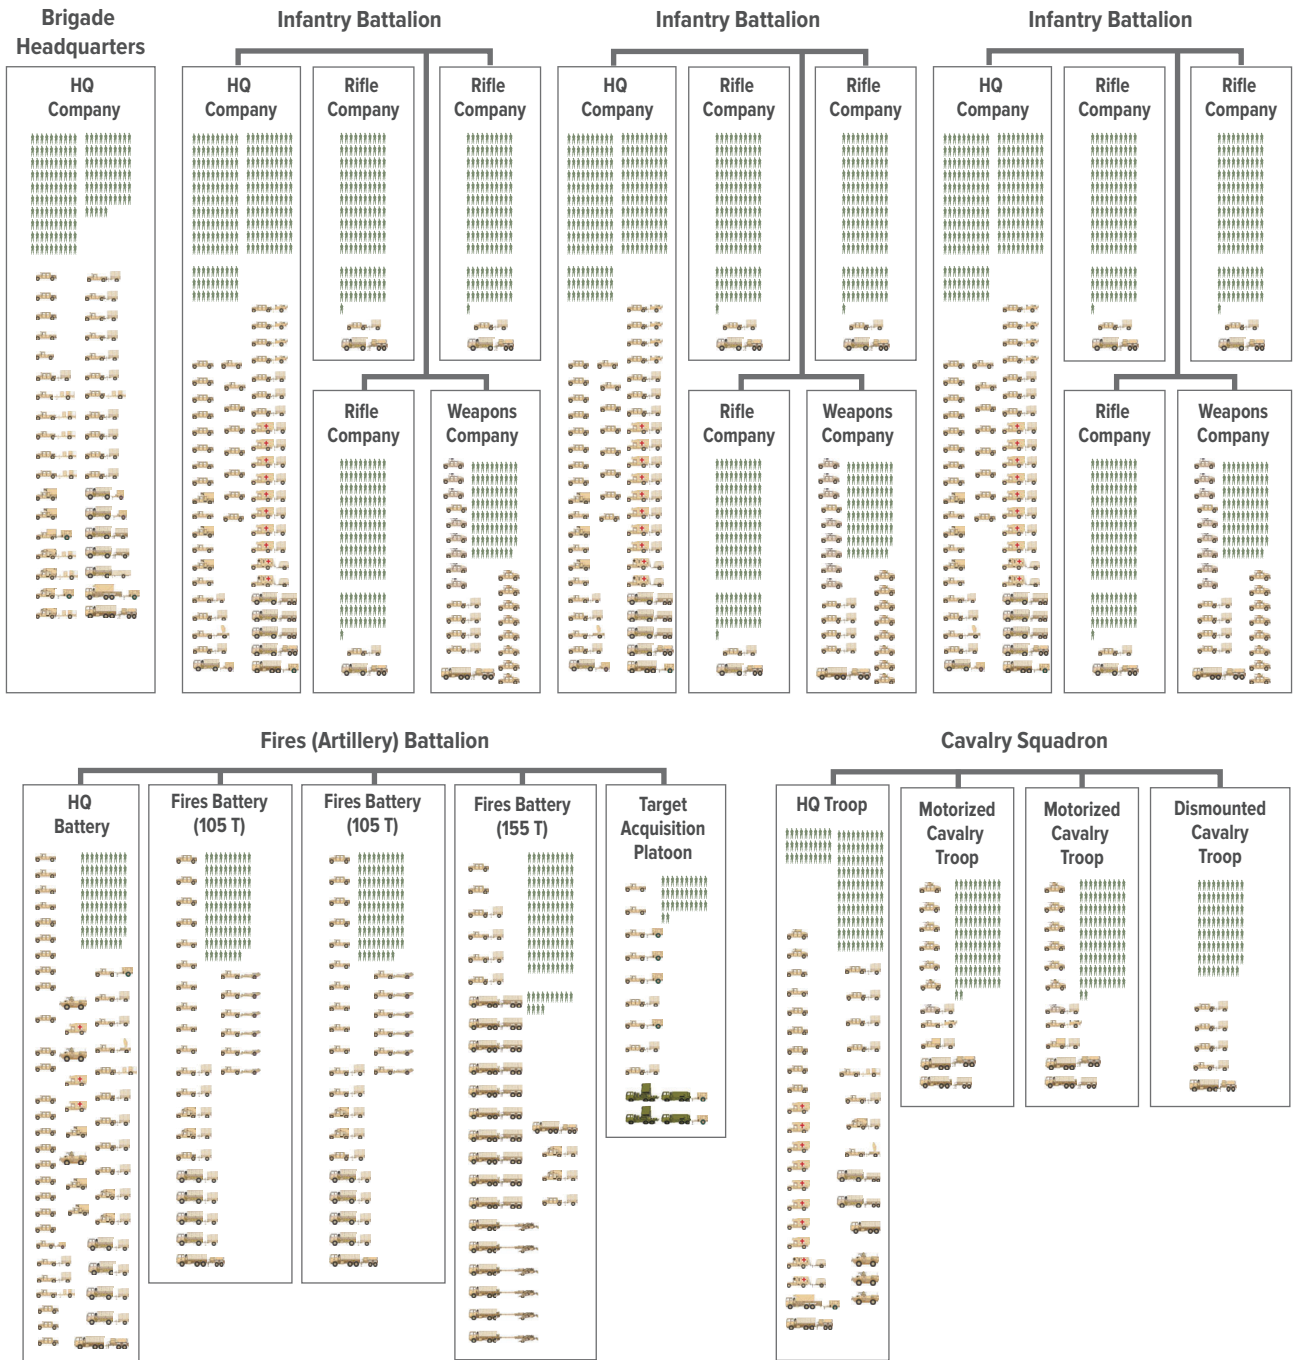 Brigade
Headquarters
Infantry Battalion
Infantry Battalion
Infantry Battalion
HQ
Company
HQ
Company
Rifle
Company
Rifle
Company
HQ
Company
Rifle
Company
Rifle
Company
HQ
Company
Rifle
Company
Rifle
Company
Rifle
Company
Weapons
Company
Rifle
Company
Weapons
Company
Rifle
Company
Weapons
Company
Fires (Artillery) Battalion
Cavalry Squadron
HQ
Battery
Fires Battery
(105 T)
Fires Battery
(105 T)
Fires Battery
(155 T)
Target
Acquisition
Platoon
HQ Troop
Motorized
Cavalry
Troop
Motorized
Cavalry
Troop
Dismounted
Cavalry
Troop